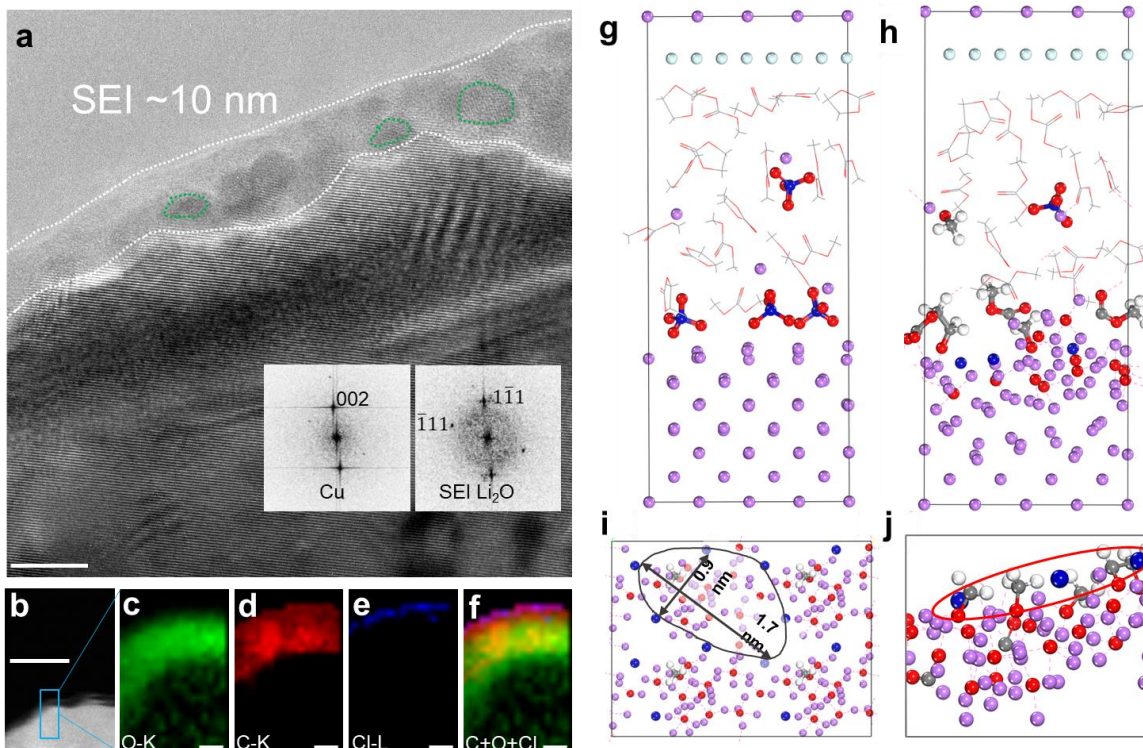 a
SEI ~10 nm
002
Cu
1̄11
11̄1
SEI Li₂O
b
c
O-K
d
C-K
e
Cl-L
f
C+O+Cl
g
h
i
0.9
nm
1.7
nm
j